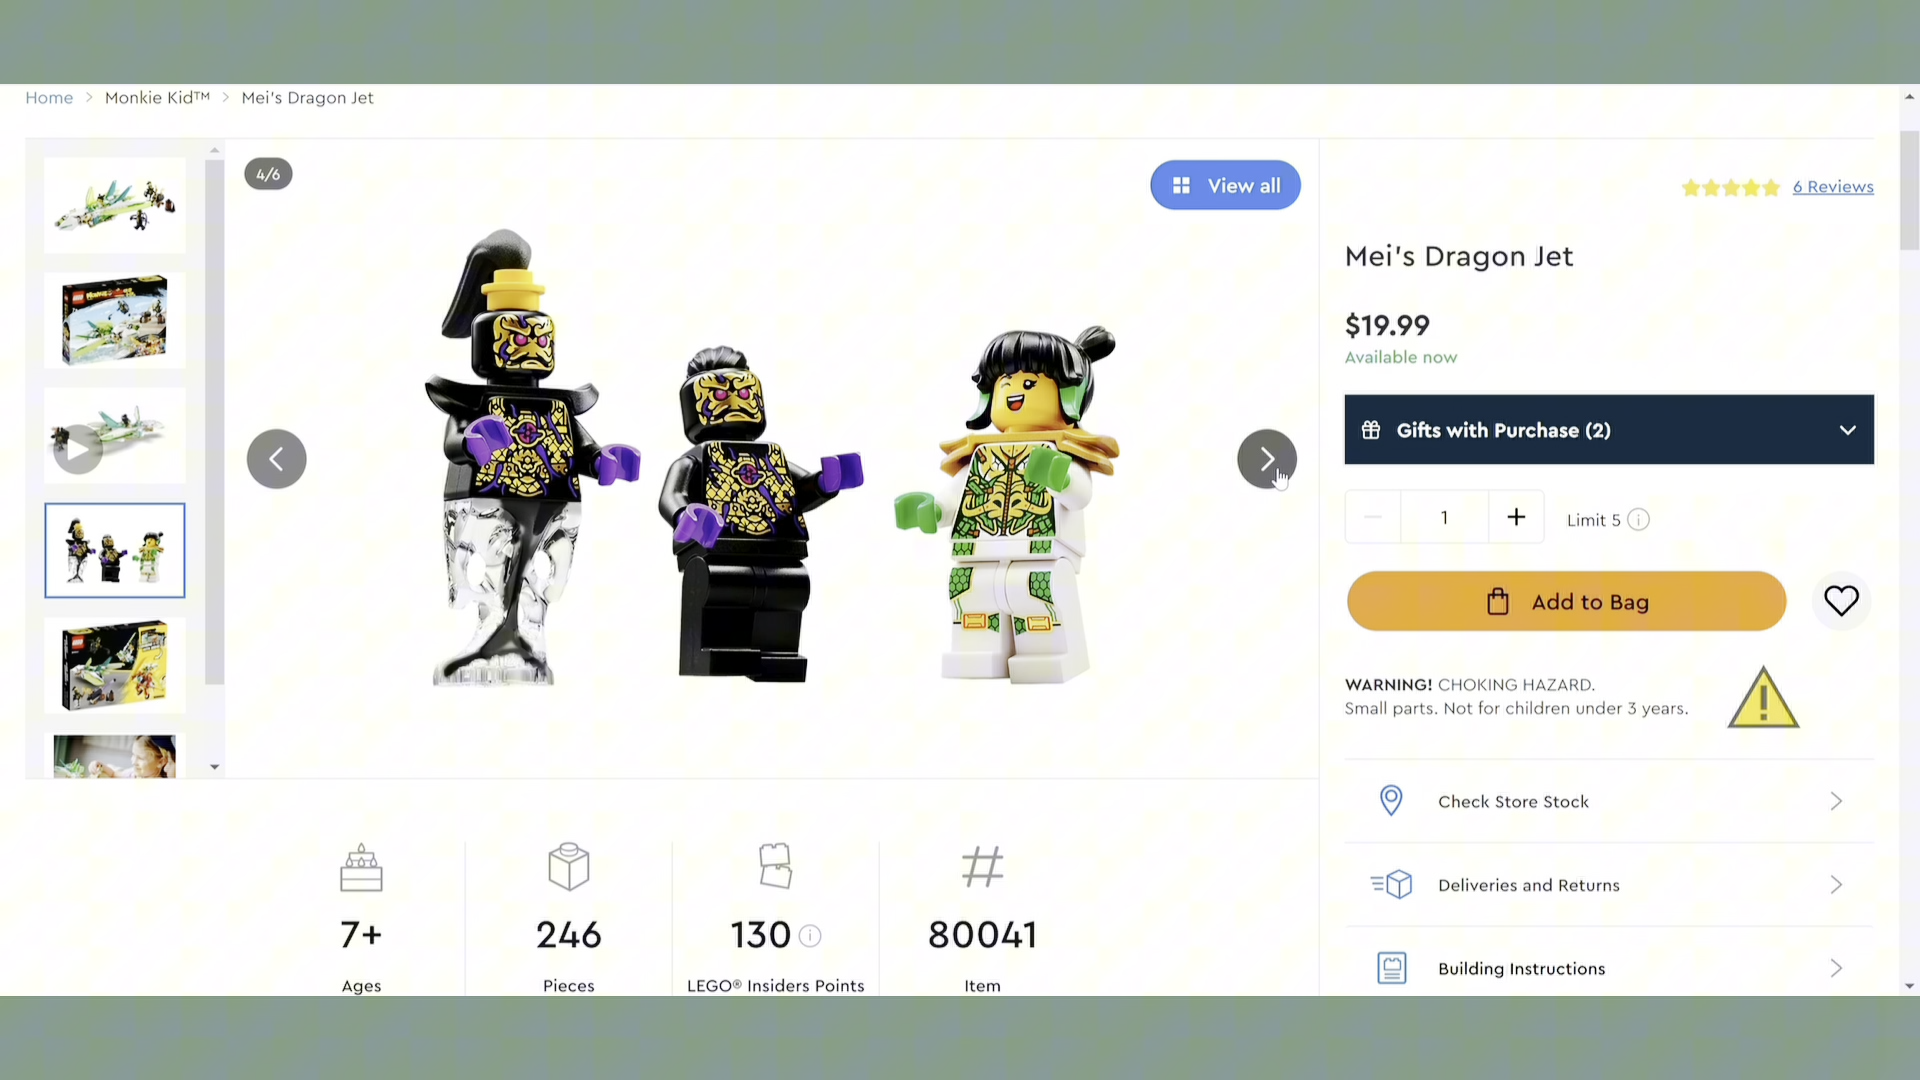 Home > Monkie Kid™ > Mei's Dragon Jet
4/6
View all
6 Reviews
Mei's Dragon Jet
$19.99
Available now
Gifts with Purchase (2)
1
Limit 5
Add to Bag
WARNING! CHOKING HAZARD.
Small parts. Not for children under 3 years.
Check Store Stock
Deliveries and Returns
Building Instructions
7+
Ages
246
Pieces
130
LEGO® Insiders Points
80041
Item